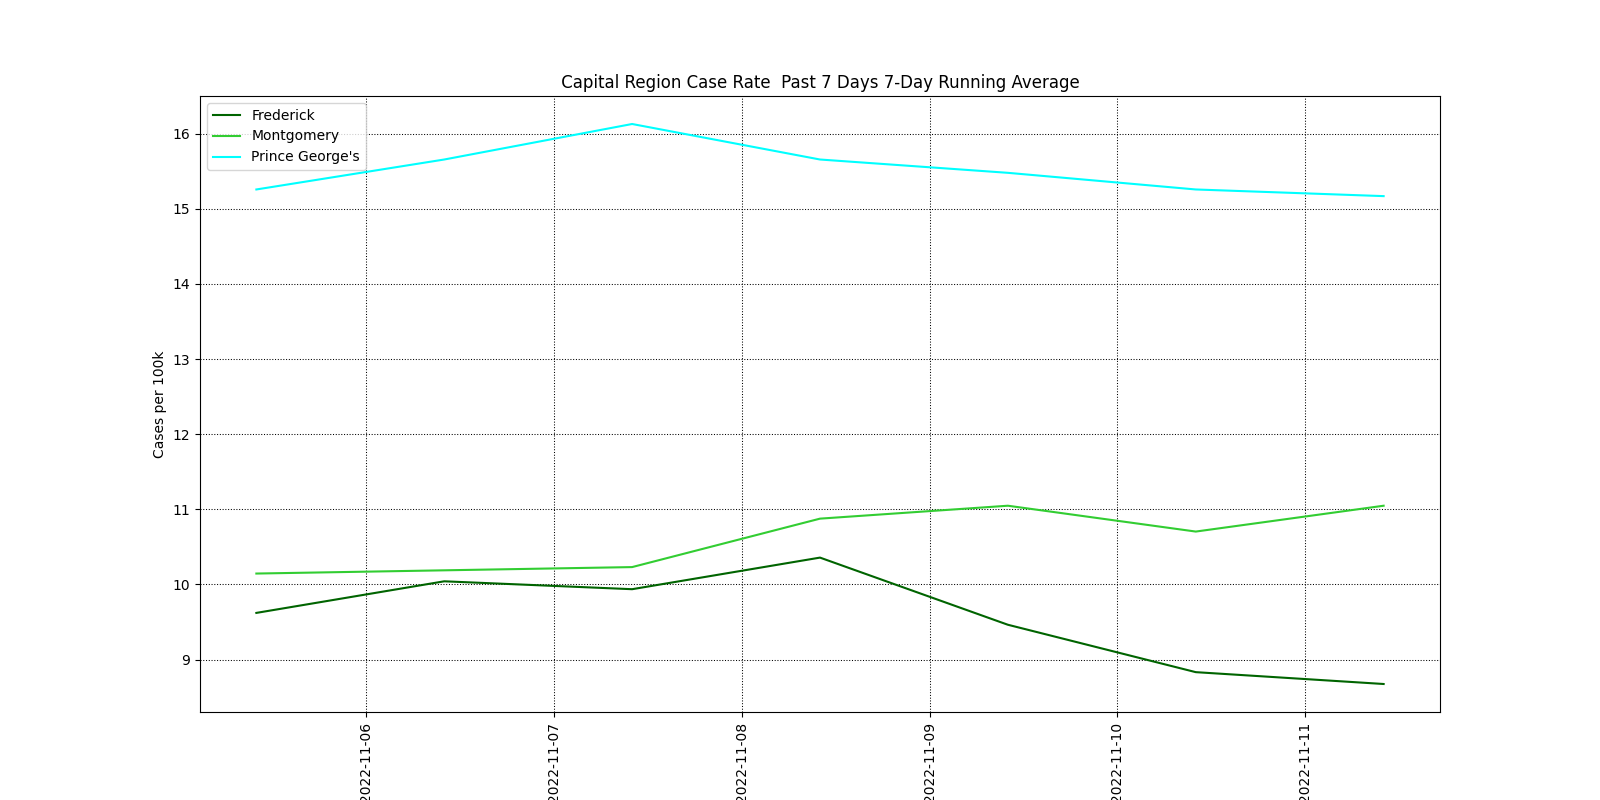 Capital Region Case Rate  Past 7 Days 7-Day Running Average
Frederick
Montgomery
Prince George's
Cases per 100k
16
15
14
13
12
11
10
9
2022-11-06
2022-11-07
2022-11-08
2022-11-09
2022-11-10
2022-11-11